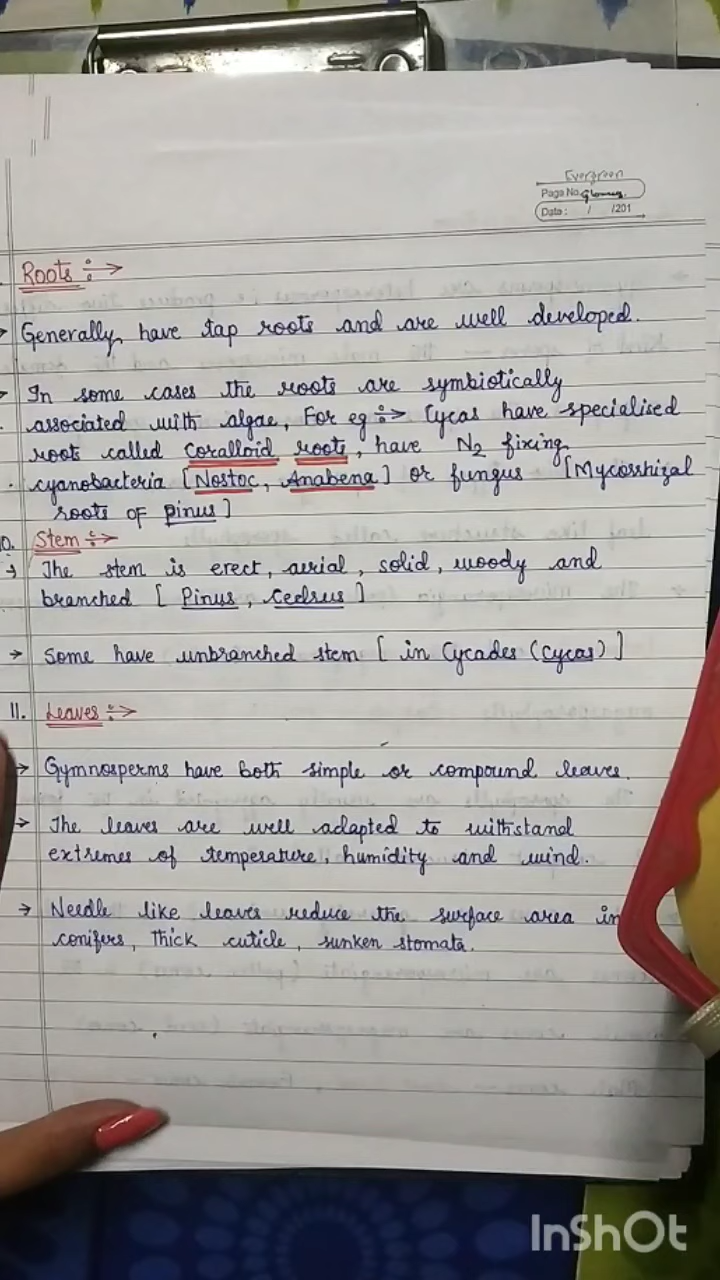 Evergreen
Page No.
Date : / /201
Roots :->
Generally have tap roots and are well developed.
In some cases the roots are symbiotically
associated with algae, For eg :-> Cycas have specialised
roots called Coralloid roots, have N2 fixing
cyanobacteria [Nostoc, Anabena] or fungus [Mycorrhizal
roots of pinus]
0. Stem :->
→ The stem is erect, aerial, solid, woody and
branched [ Pinus, Cedrus ]
→ Some have unbranched stem [ in Cycades (Cycas) ]
11. Leaves :->
→ Gymnosperms have both simple or compound leaves.
→ The leaves are well adapted to withstand
extremes of temperature, humidity and wind.
→ Needle like leaves reduce the surface area in
conifers, Thick cuticle, sunken stomata.
InShOt